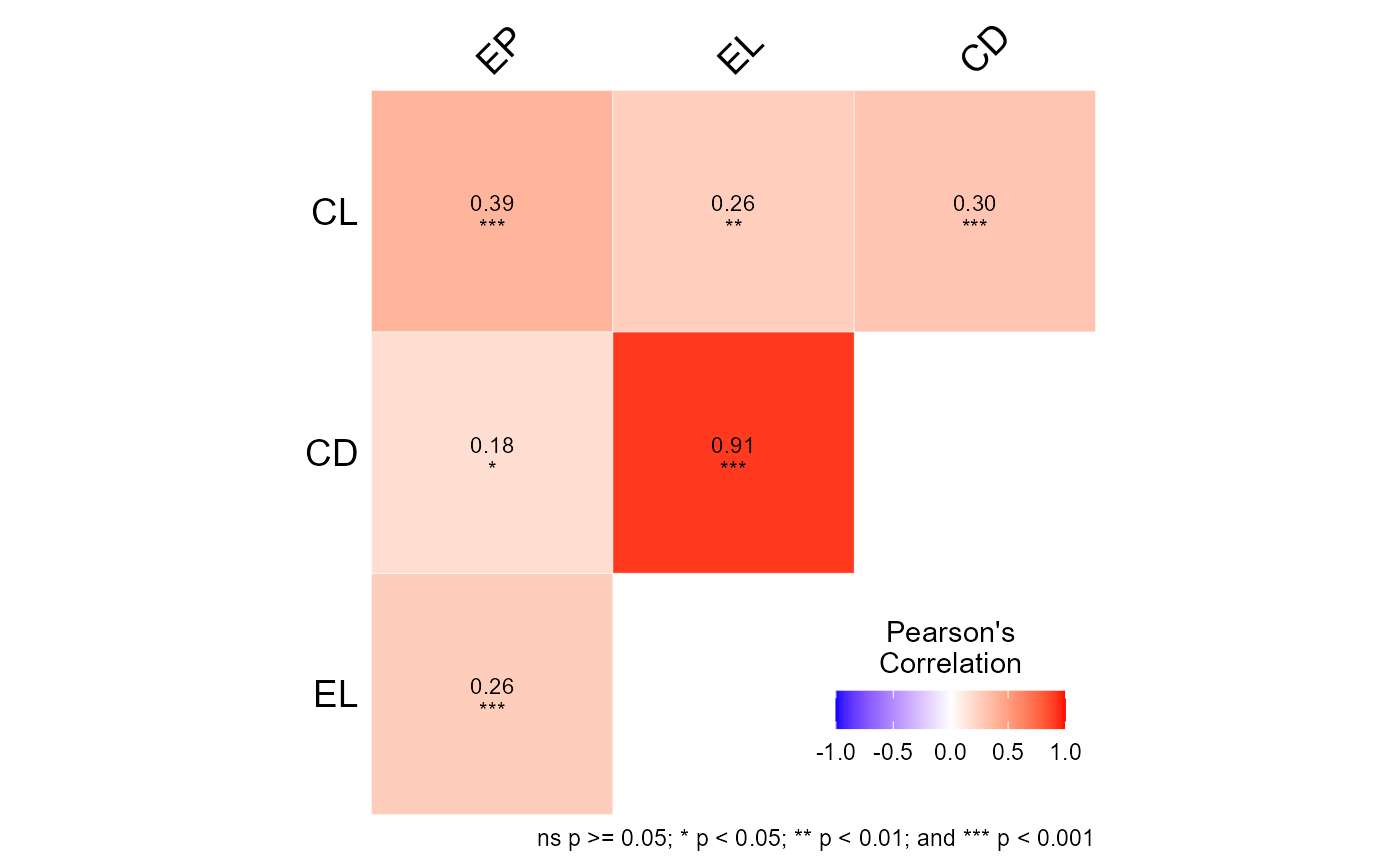 EP EL CD
CL 0.39 0.26 0.30
*** ** ***
CD 0.18 0.91
* ***
EL 0.26
***
Pearson's
Correlation
-1.0 -0.5 0.0 0.5 1.0
ns p >= 0.05; * p < 0.05; ** p < 0.01; and *** p < 0.001